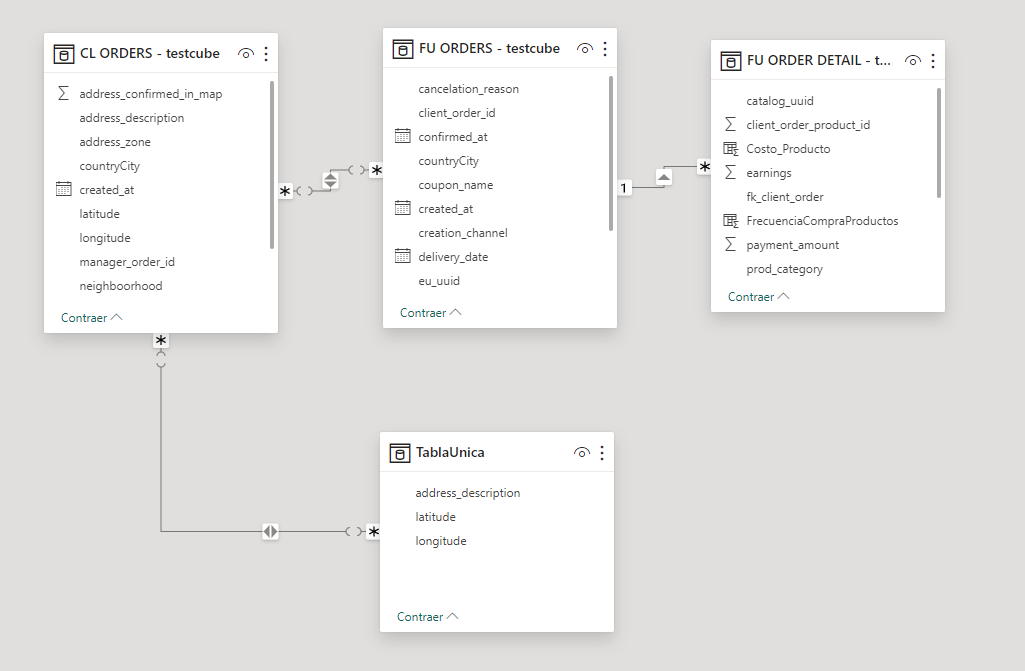 CL ORDERS - testcube
address_confirmed_in_map
address_description
address_zone
countryCity
created_at
latitude
longitude
manager_order_id
neighboorhood
Contraer
*
*
FU ORDERS - testcube
cancelation_reason
client_order_id
confirmed_at
countryCity
coupon_name
created_at
creation_channel
delivery_date
eu_uuid
Contraer
*
1
FU ORDER DETAIL - t...
catalog_uuid
client_order_product_id
Costo_Producto
earnings
fk_client_order
FrecuenciaCompraProductos
payment_amount
prod_category
Contraer
*
TablaUnica
address_description
latitude
longitude
Contraer
*